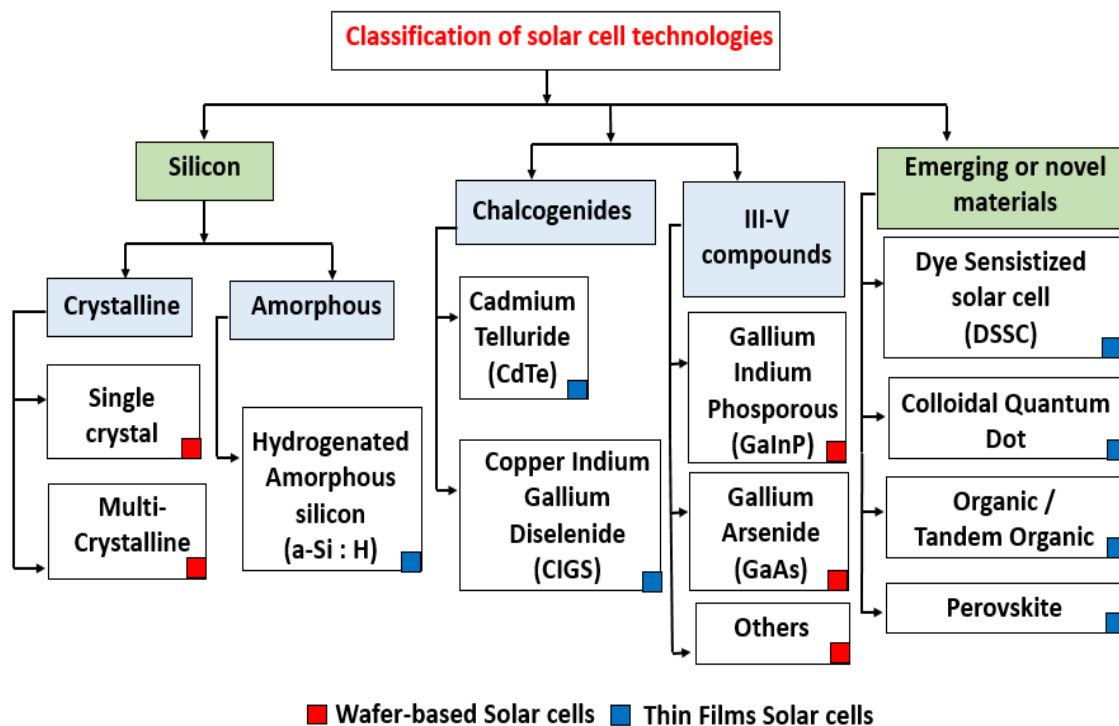 Classification of solar cell technologies
Silicon
Crystalline
Single
crystal
Multi-
Crystalline
Amorphous
Hydrogenated
Amorphous
silicon
(a-Si : H)
Chalcogenides
Cadmium
Telluride
(CdTe)
Copper Indium
Gallium
Diselenide
(CIGS)
III-V
compounds
Gallium
Indium
Phosporous
(GaInP)
Gallium
Arsenide
(GaAs)
Others
Emerging or novel
materials
Dye Sensistized
solar cell
(DSSC)
Colloidal Quantum
Dot
Organic /
Tandem Organic
Perovskite
Wafer-based Solar cells
Thin Films Solar cells